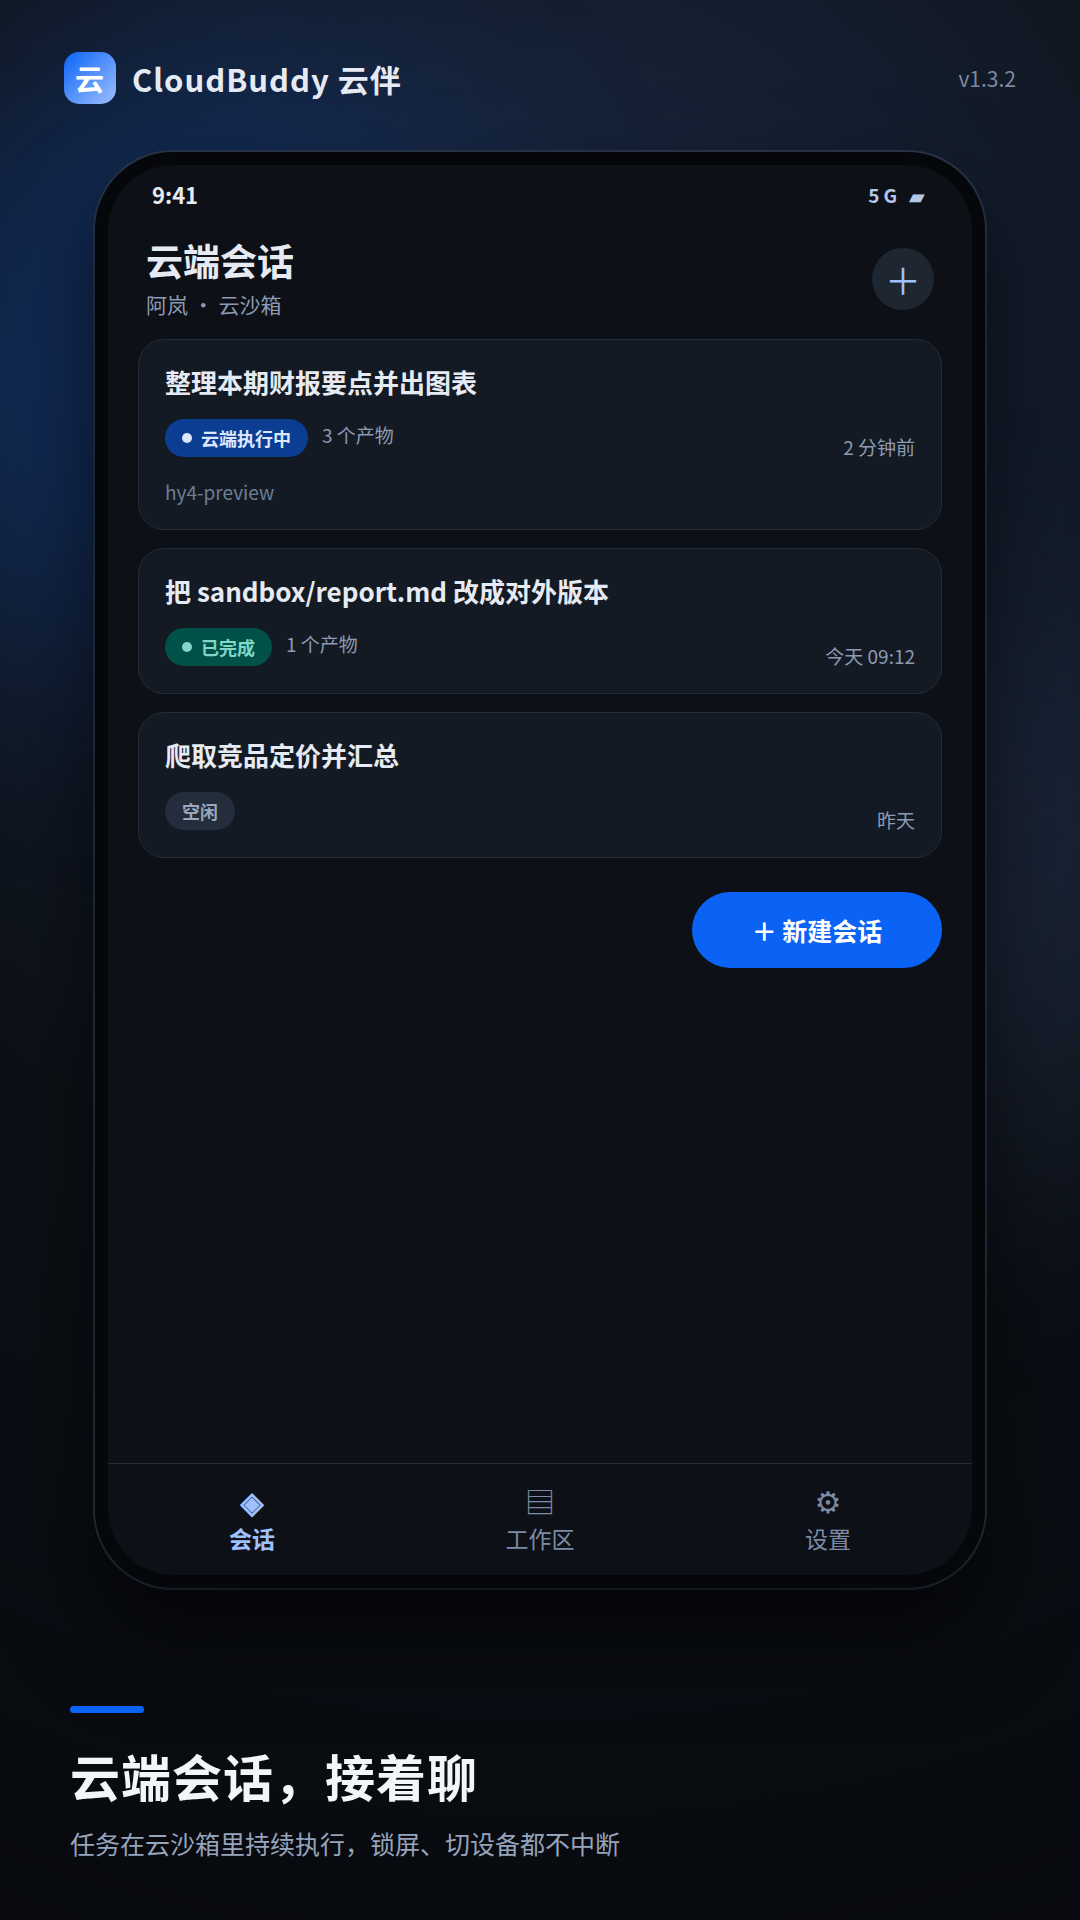 云 CloudBuddy 云伴
v1.3.2
9:41
5G
云端会话
阿岚 · 云沙箱
+
整理本期财报要点并出图表
云端执行中 3 个产物
2 分钟前
hy4-preview
把 sandbox/report.md 改成对外版本
已完成 1 个产物
今天 09:12
爬取竞品定价并汇总
空闲
昨天
+ 新建会话
会话
工作区
设置
云端会话，接着聊
任务在云沙箱里持续执行，锁屏、切设备都不中断